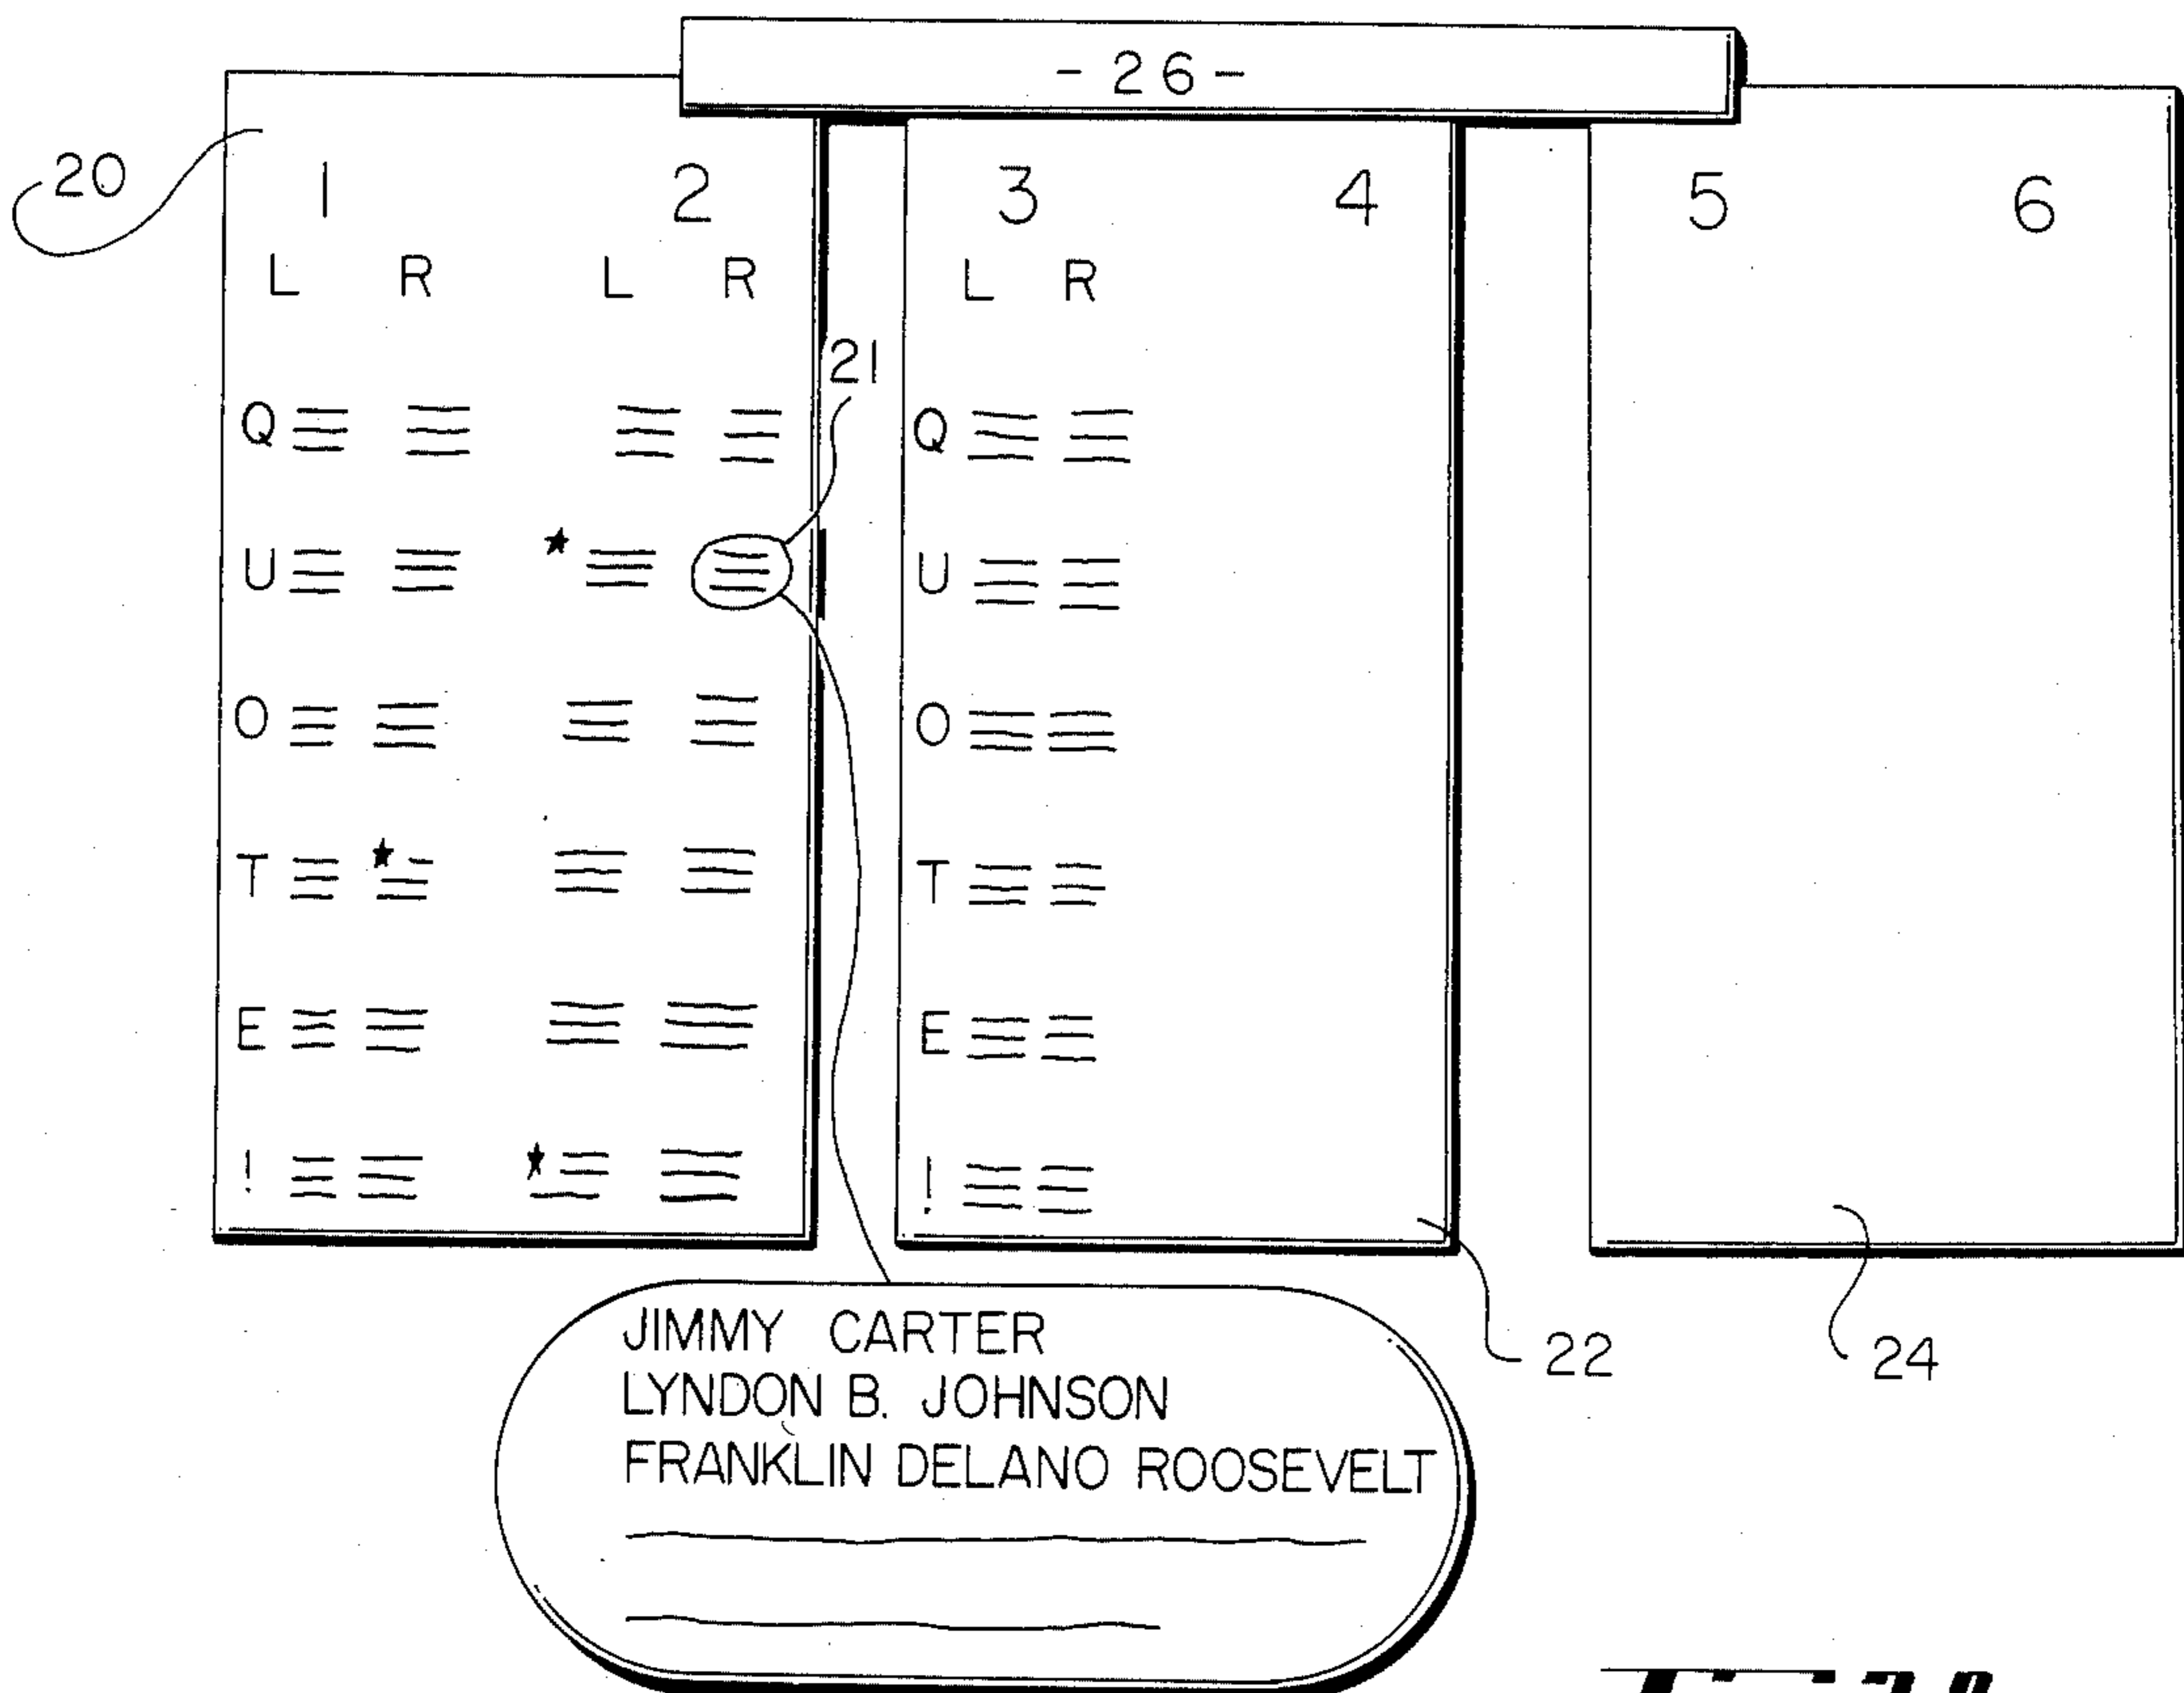 - 26 -
20
1 2 3 4 5 6
L R L R L R
21
Q Q
U ★ U
O O
T ★ T
E E
! ★ !
JIMMY CARTER
LYNDON B. JOHNSON
FRANKLIN DELANO ROOSEVELT
22 24